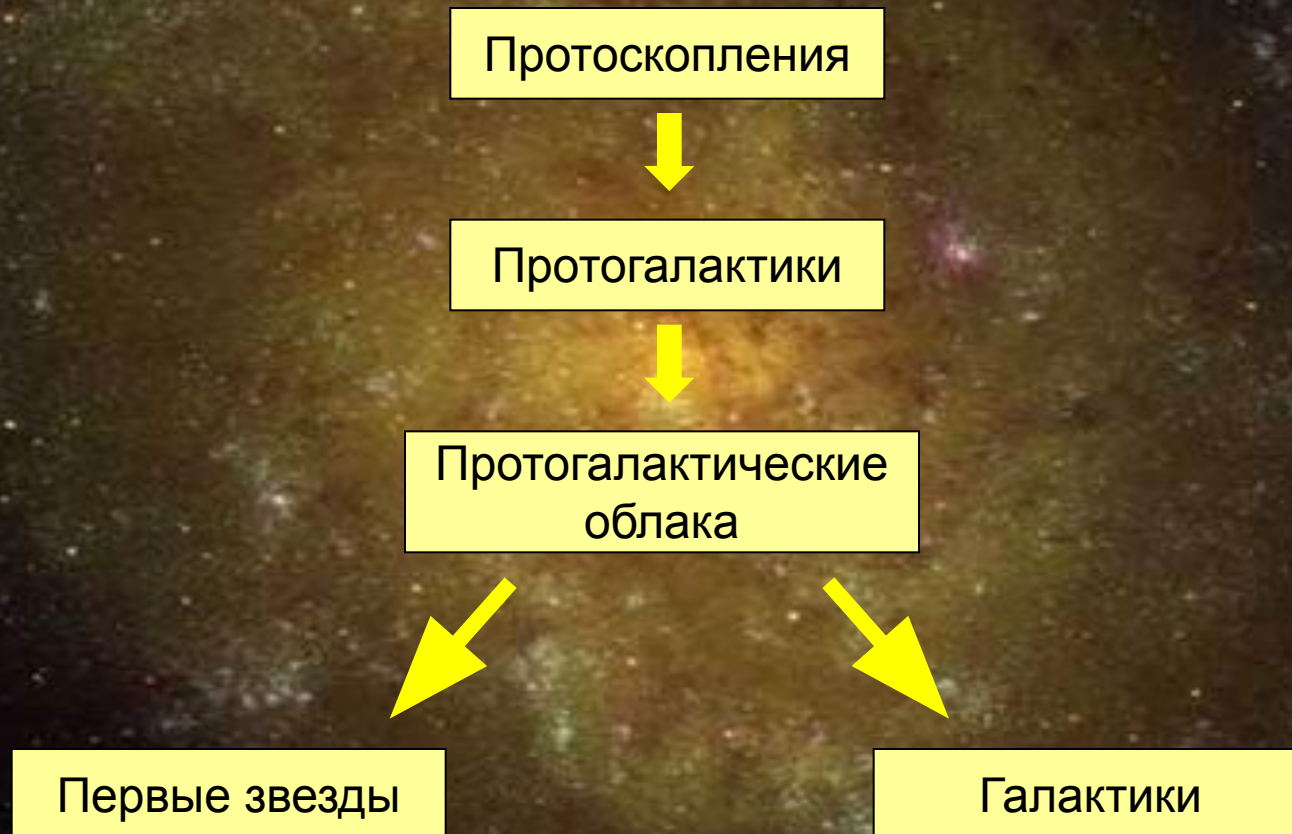 Протоскопления
Протогалактики
Протогалактические
облака
Первые звезды
Галактики